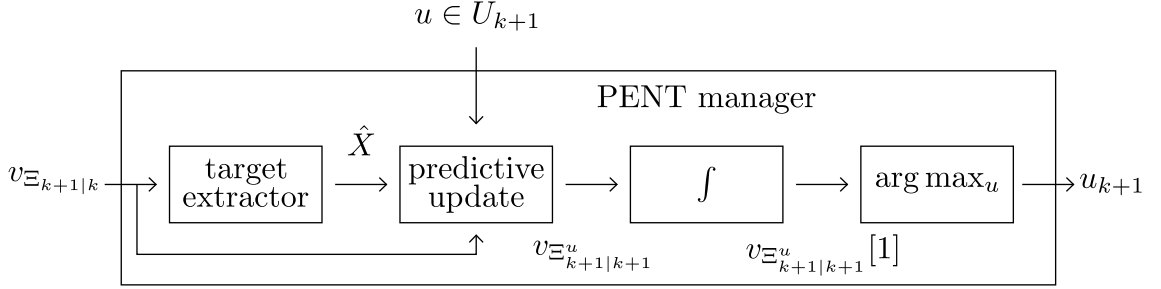 u ∈ U_{k+1}
PENT manager
v_{Ξ_{k+1|k}}
target
extractor
X̂
predictive
update
∫
arg max_u
u_{k+1}
v_{Ξ^u_{k+1|k+1}}
v_{Ξ^u_{k+1|k+1}}[1]